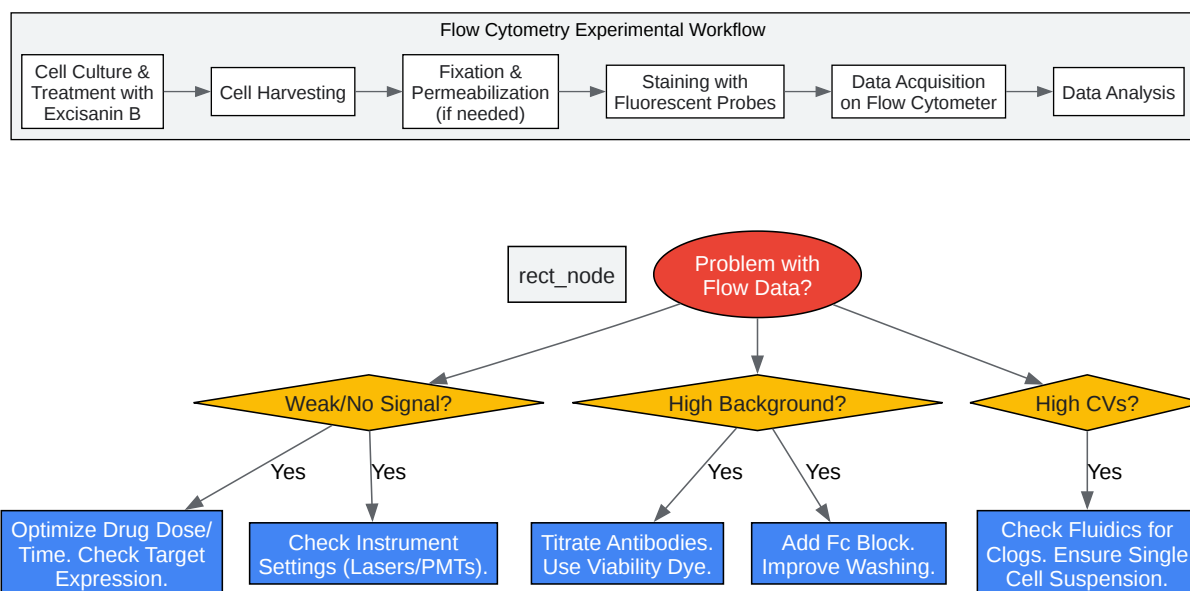 Flow Cytometry Experimental Workflow
Cell Culture &
Treatment with
Excisanin B
Cell Harvesting
Fixation &
Permeabilization
(if needed)
Staining with
Fluorescent Probes
Data Acquisition
on Flow Cytometer
Data Analysis
rect_node
Problem with
Flow Data?
Weak/No Signal?
High Background?
High CVs?
Yes
Yes
Yes
Yes
Yes
Optimize Drug Dose/
Time. Check Target
Expression.
Check Instrument
Settings (Lasers/PMTs).
Titrate Antibodies.
Use Viability Dye.
Add Fc Block.
Improve Washing.
Check Fluidics for
Clogs. Ensure Single
Cell Suspension.